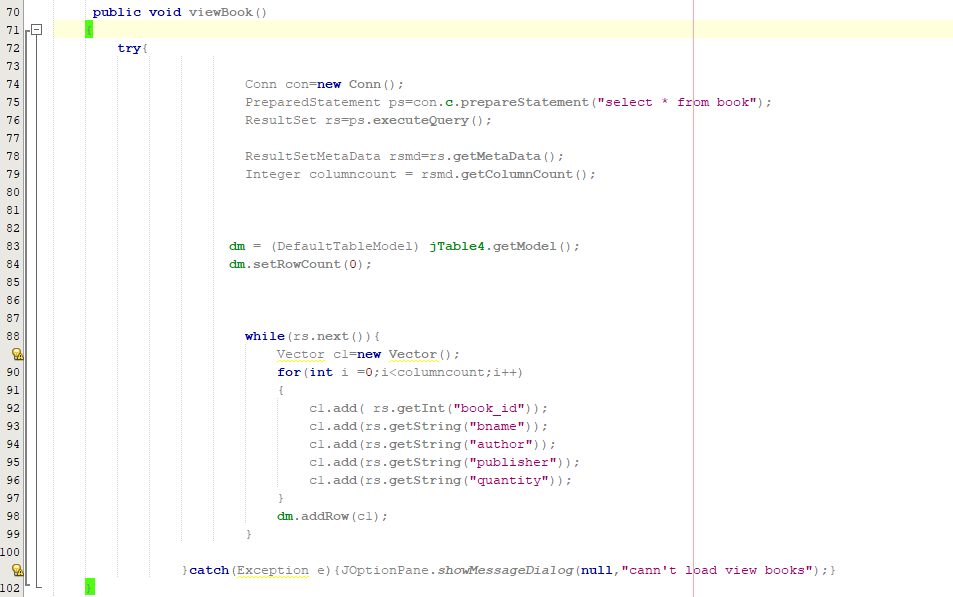 70 public void viewBook()
71 {
72 try{
73
74 Conn con=new Conn();
75 PreparedStatement ps=con.c.prepareStatement("select * from book");
76 ResultSet rs=ps.executeQuery();
77
78 ResultSetMetaData rsmd=rs.getMetaData();
79 Integer columncount = rsmd.getColumnCount();
80
81
82
83 dm = (DefaultTableModel) jTable4.getModel();
84 dm.setRowCount(0);
85
86
87
88 while(rs.next()){
Vector cl=new Vector();
90 for(int i =0;i<columncount;i++)
91 {
92 cl.add( rs.getInt("book_id"));
93 cl.add(rs.getString("bname"));
94 cl.add(rs.getString("author"));
95 cl.add(rs.getString("publisher"));
96 cl.add(rs.getString("quantity"));
97 }
98 dm.addRow(cl);
99 }
100
}catch(Exception e){JOptionPane.showMessageDialog(null,"cann't load view books");}
102 }